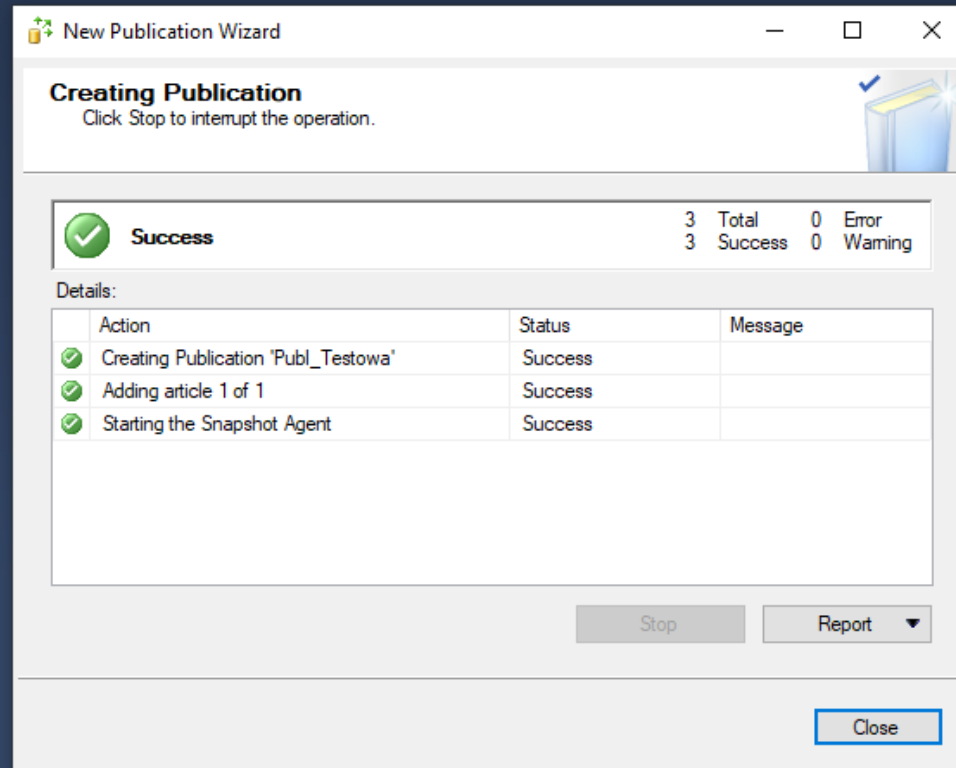 New Publication Wizard
Creating Publication
Click Stop to interrupt the operation.
Success
3 Total 0 Error
3 Success 0 Warning
Details:
Action Status Message
Creating Publication 'Publ_Testowa' Success
Adding article 1 of 1 Success
Starting the Snapshot Agent Success
Stop Report
Close